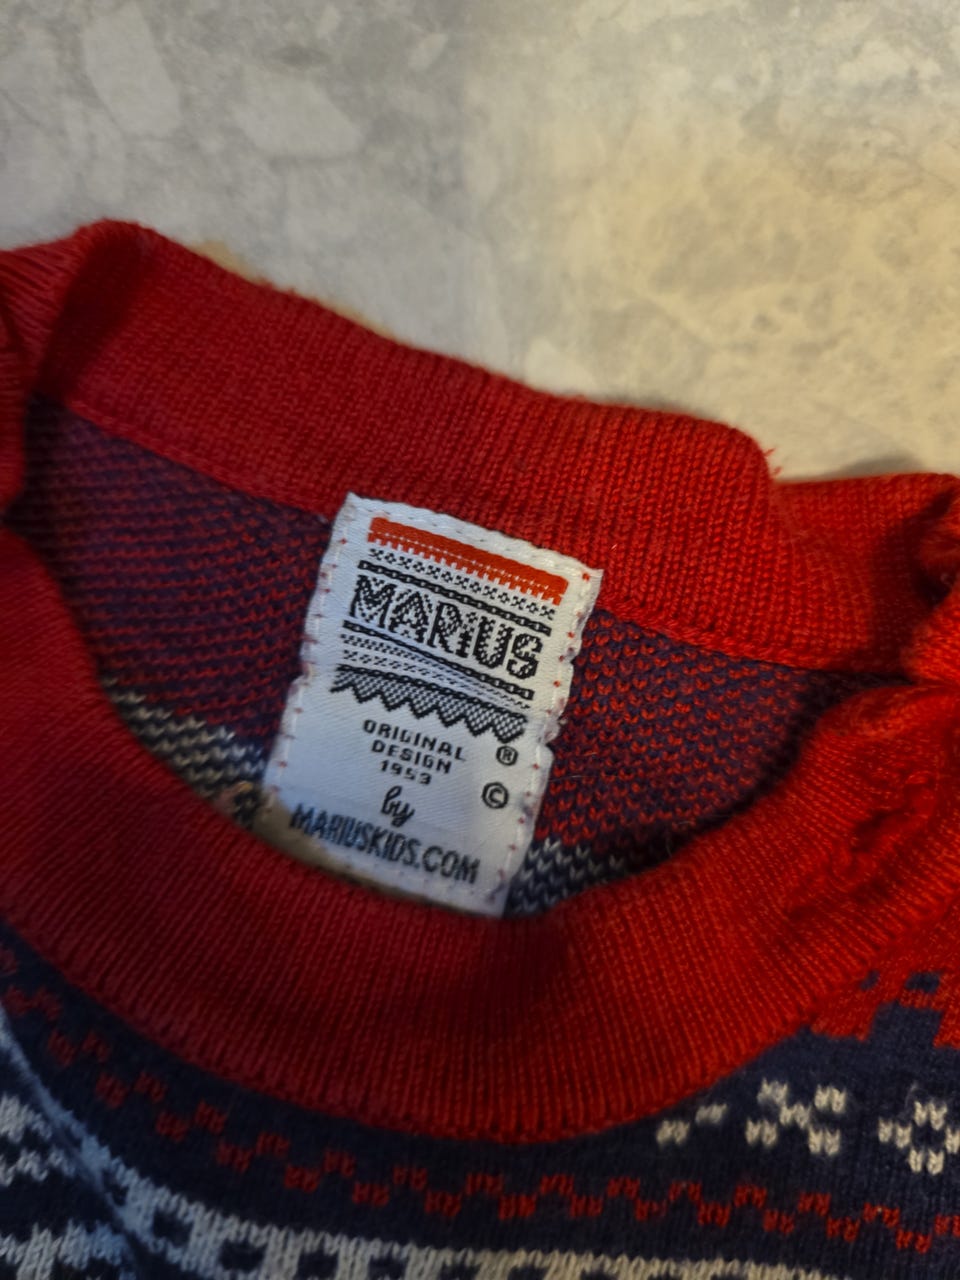 MARIUS
ORIGINAL
DESIGN
1953
®
©
by
MARIUSKIDS.COM